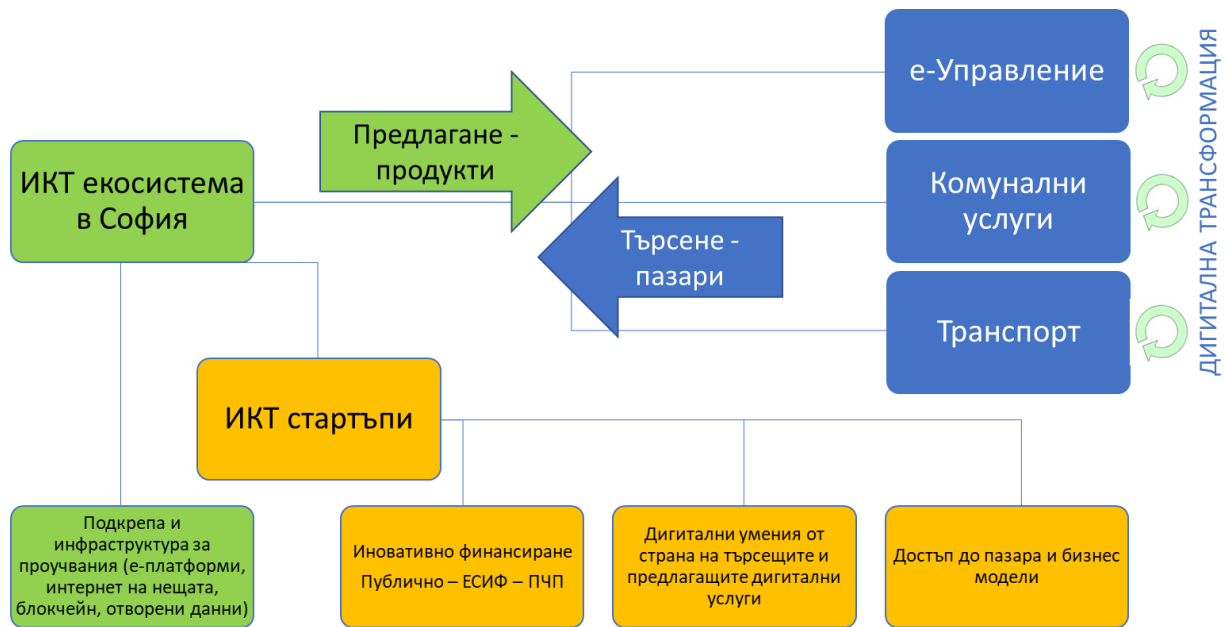 е-Управление
Предлагане -
продукти
ИКТ екосистема
в София
Комунални
услуги
Търсене -
пазари
Транспорт
ДИГИТАЛНА ТРАНСФОРМАЦИЯ
ИКТ стартъпи
Подкрепа и
инфраструктура за
проучвания (е-платформи,
интернет на нещата,
блокчейн, отворени данни)
Иновативно финансиране
Публично – ЕСИФ – ПЧП
Дигитални умения от
страна на търсещите и
предлагащите дигитални
услуги
Достъп до пазара и бизнес
модели